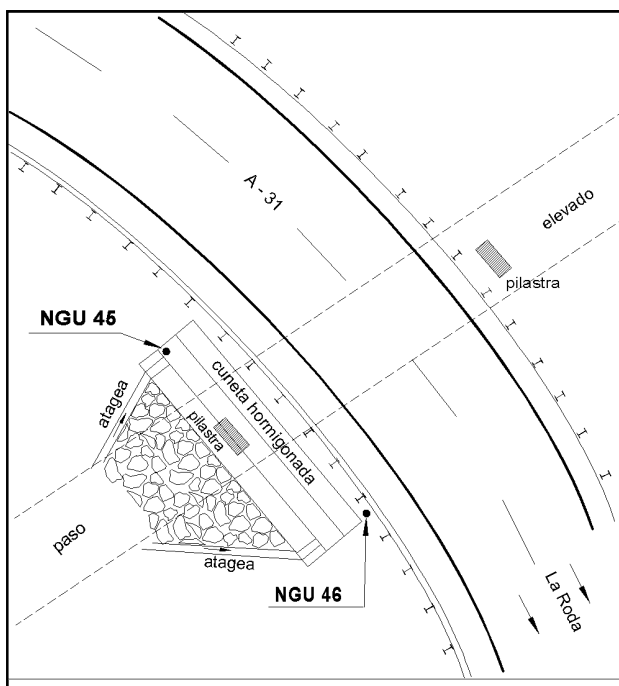 A - 31
elevado
pilastra
NGU 45
cuneta hormigonada
atagea
pilastra
paso
atagea
NGU 46
La Roda